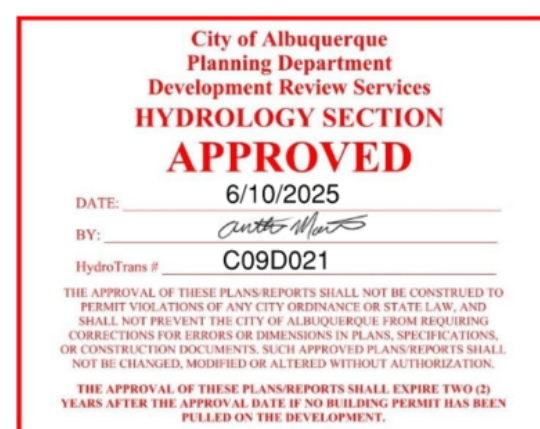 City of Albuquerque
Planning Department
Development Review Services
HYDROLOGY SECTION
APPROVED
DATE: 6/10/2025
BY:
HydroTrans # C09D021
THE APPROVAL OF THESE PLANS/REPORTS SHALL NOT BE CONSTRUED TO
PERMIT VIOLATIONS OF ANY CITY ORDINANCE OR STATE LAW, AND
SHALL NOT PREVENT THE CITY OF ALBUQUERQUE FROM REQUIRING
CORRECTIONS FOR ERRORS OR DIMENSIONS IN PLANS, SPECIFICATIONS,
OR CONSTRUCTION DOCUMENTS. SUCH APPROVED PLANS/REPORTS SHALL
NOT BE CHANGED, MODIFIED OR ALTERED WITHOUT AUTHORIZATION.
THE APPROVAL OF THESE PLANS/REPORTS SHALL EXPIRE TWO (2)
YEARS AFTER THE APPROVAL DATE IF NO BUILDING PERMIT HAS BEEN
PULLED ON THE DEVELOPMENT.